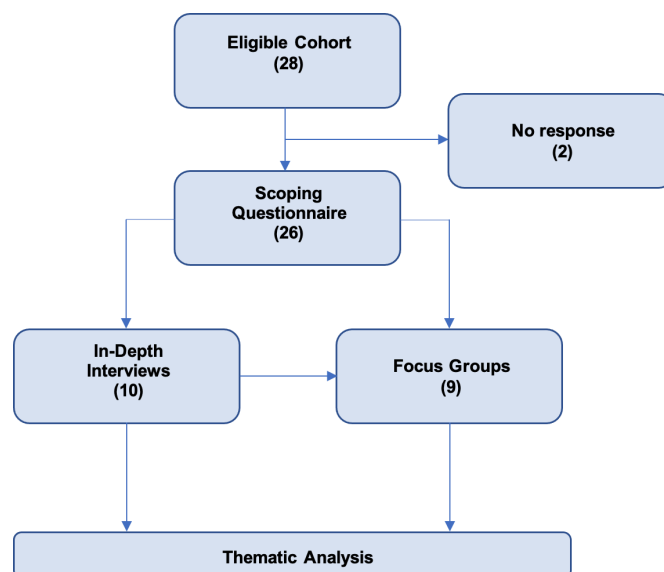 Eligible Cohort
(28)
No response
(2)
Scoping
Questionnaire
(26)
In-Depth
Interviews
(10)
Focus Groups
(9)
Thematic Analysis